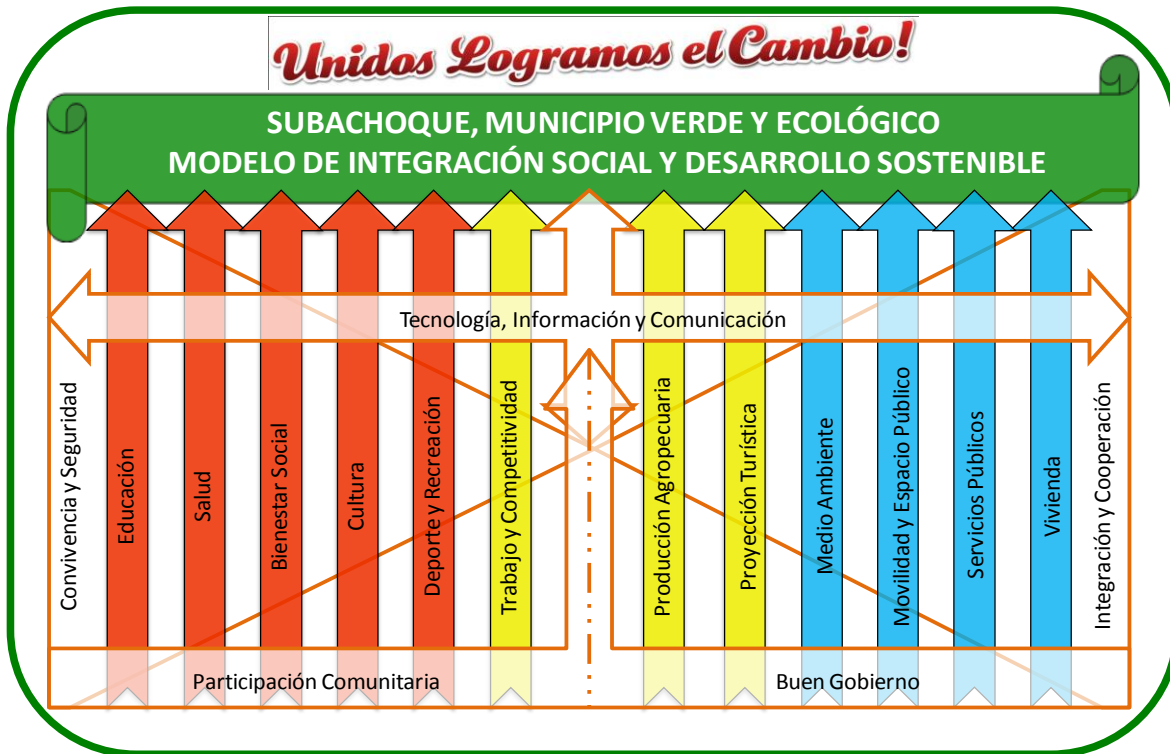 Unidos Logramos el Cambio!
SUBACHOQUE, MUNICIPIO VERDE Y ECOLÓGICO
MODELO DE INTEGRACIÓN SOCIAL Y DESARROLLO SOSTENIBLE
Tecnología, Información y Comunicación
Convivencia y Seguridad
Educación
Salud
Bienestar Social
Cultura
Deporte y Recreación
Trabajo y Competitividad
Producción Agropecuaria
Proyección Turística
Medio Ambiente
Movilidad y Espacio Público
Servicios Públicos
Vivienda
Integración y Cooperación
Participación Comunitaria
Buen Gobierno